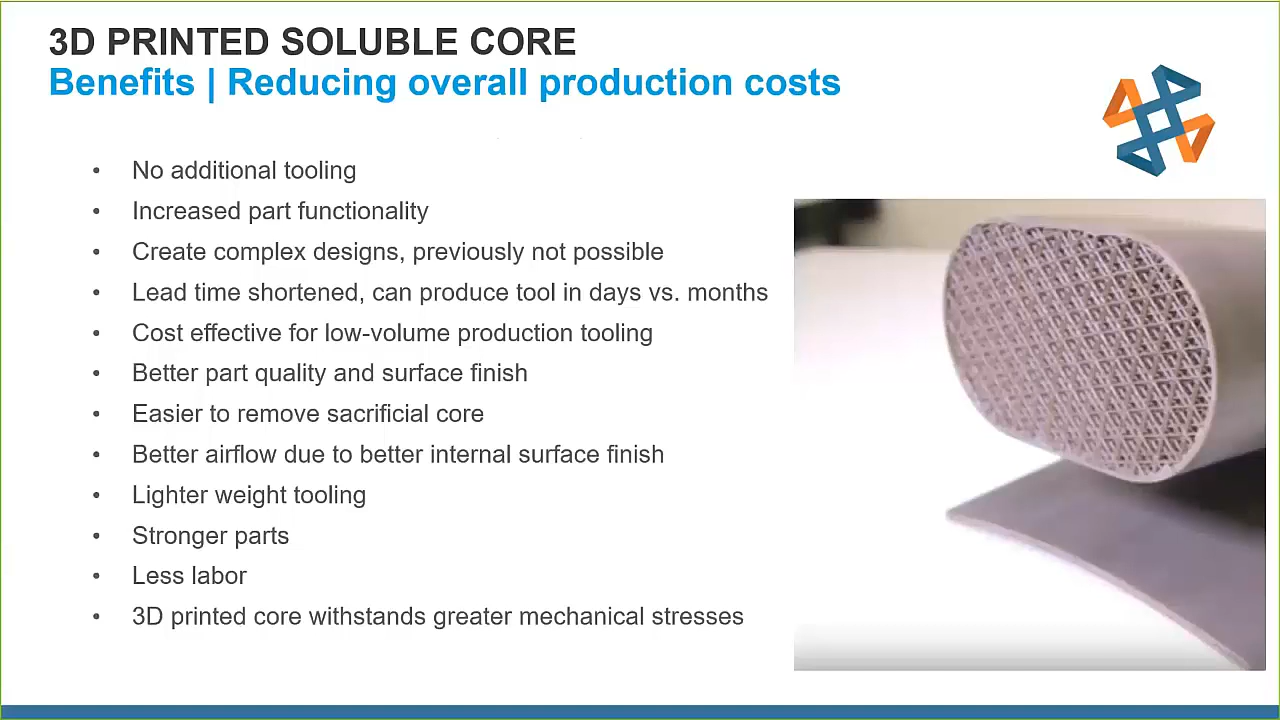 3D PRINTED SOLUBLE CORE
Benefits | Reducing overall production costs
• No additional tooling
• Increased part functionality
• Create complex designs, previously not possible
• Lead time shortened, can produce tool in days vs. months
• Cost effective for low-volume production tooling
• Better part quality and surface finish
• Easier to remove sacrificial core
• Better airflow due to better internal surface finish
• Lighter weight tooling
• Stronger parts
• Less labor
• 3D printed core withstands greater mechanical stresses